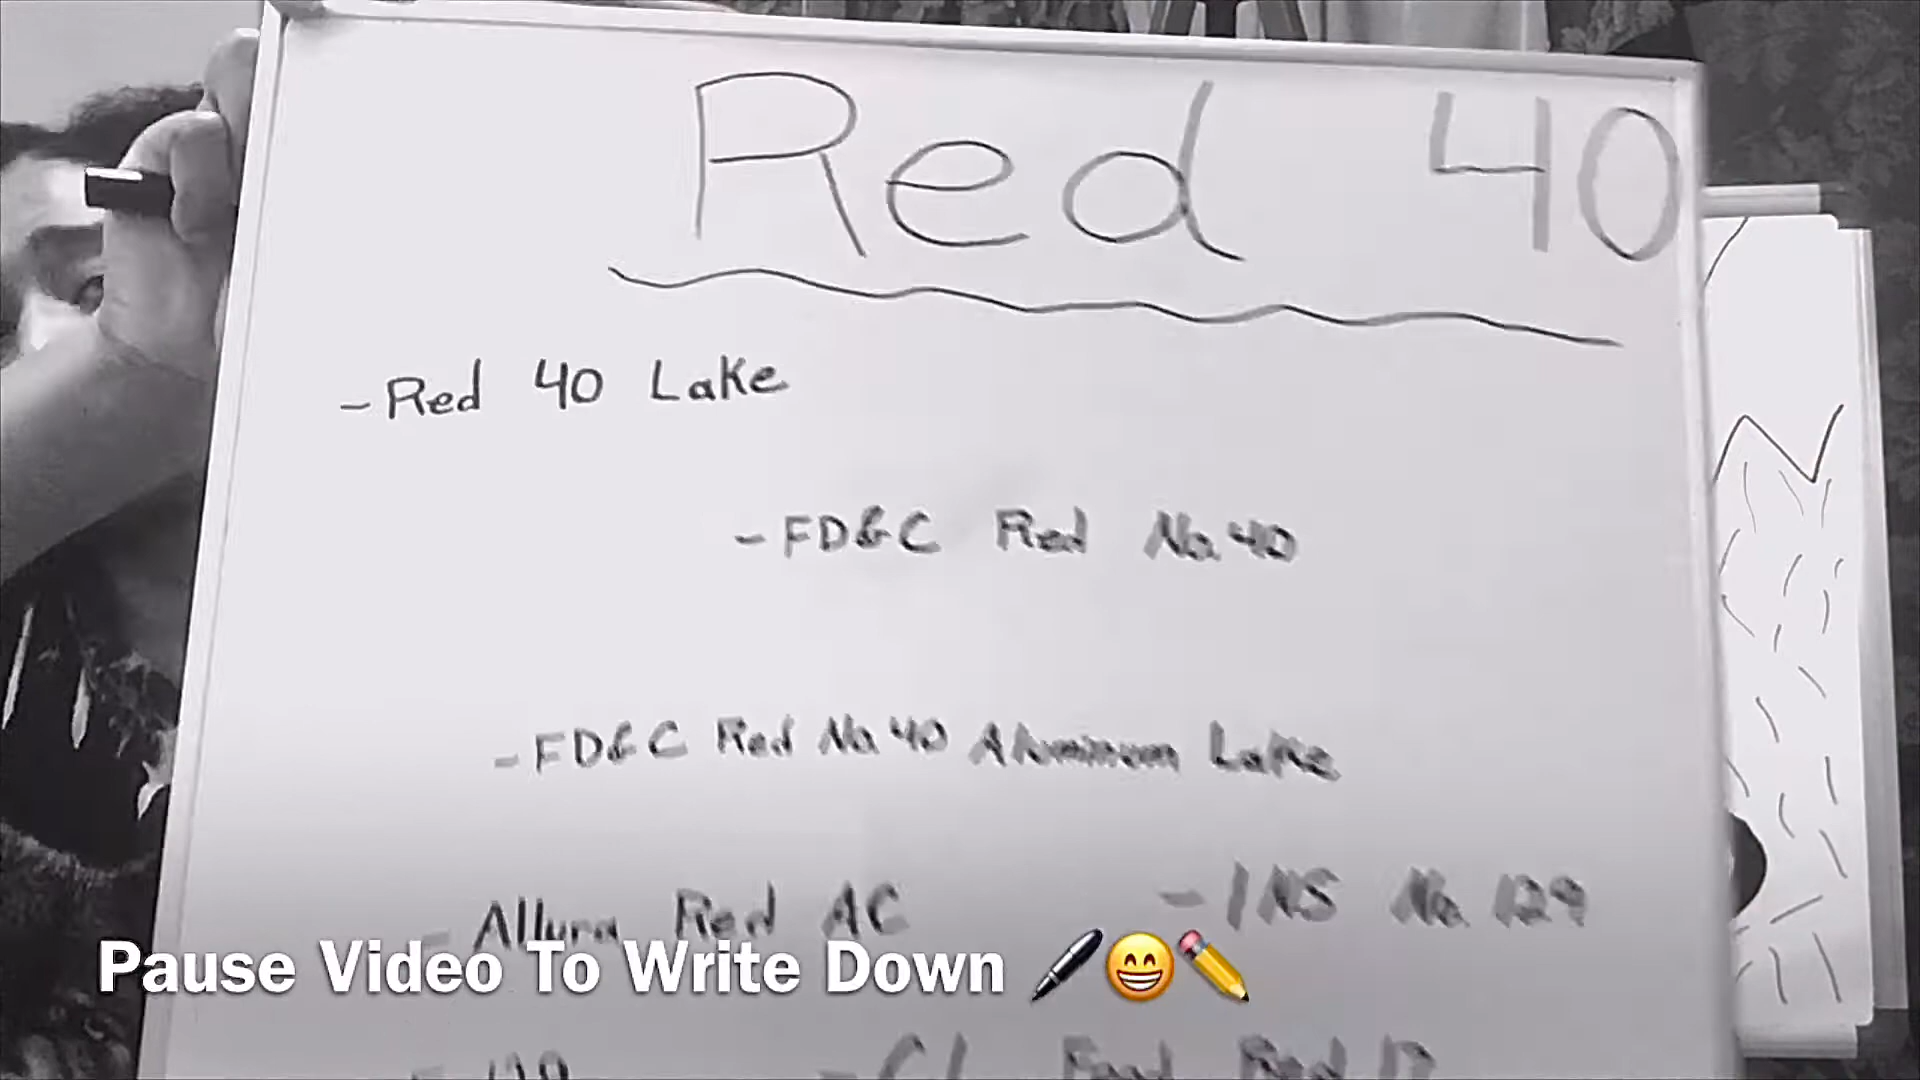 Red 40
- Red 40 Lake
- FD&C Red No. 40
- FD&C Red No. 40 Aluminum Lake
- Allura Red AC - INS No. 129
Pause Video To Write Down 🖊😁✏️
Red